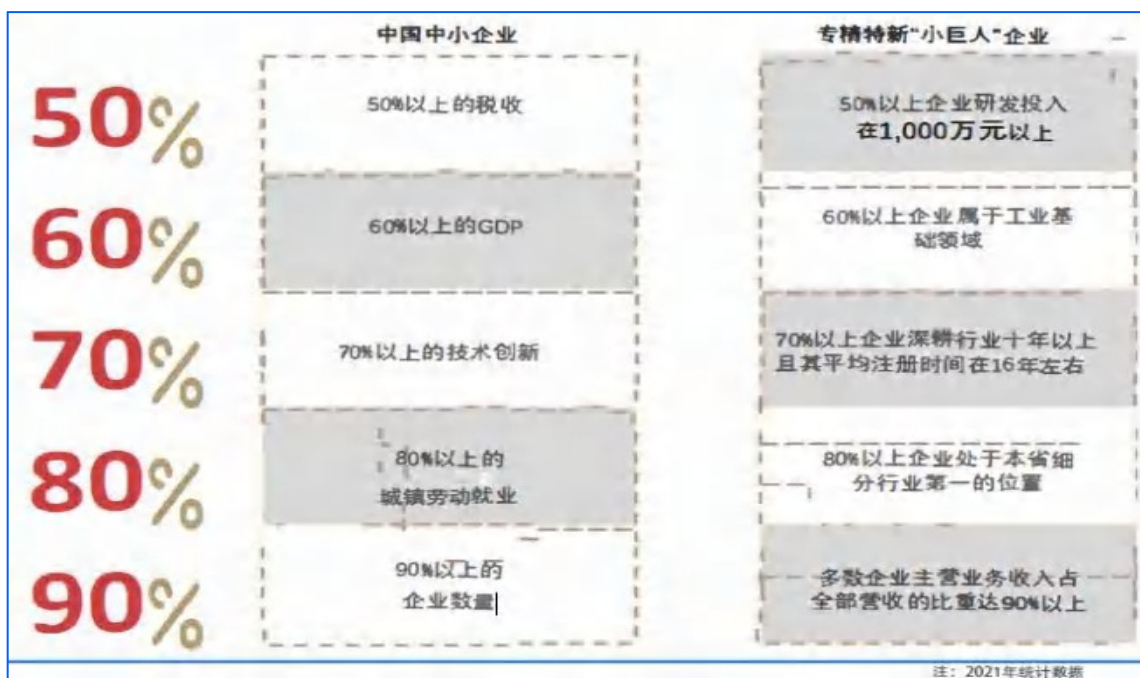 中国中小企业
专精特新“小巨人”企业
50%
50%以上的税收
50%以上企业研发投入
在1,000万元以上
60%
60%以上的GDP
60%以上企业属于工业基
础领域
70%
70%以上的技术创新
70%以上企业深耕行业十年以上
且其平均注册时间在16年左右
80%
80%以上的
城镇劳动就业
80%以上企业处于本省细
分行业第一的位置
90%
90%以上的
企业数量
多数企业主营业务收入占
全部营收的比重达90%以上
注：2021年统计数据